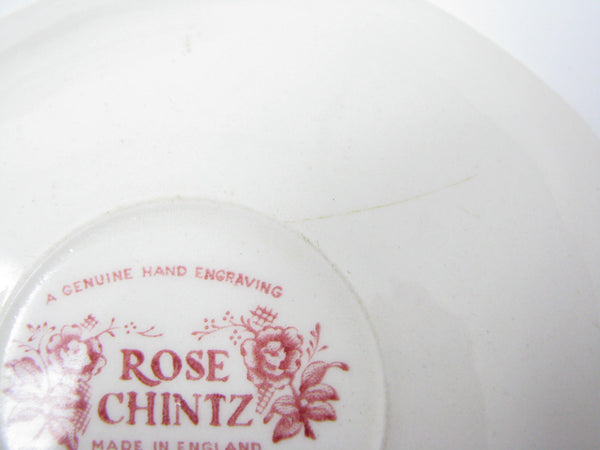 A GENUINE HAND ENGRAVING
ROSE
CHINTZ
MADE IN ENGLAND